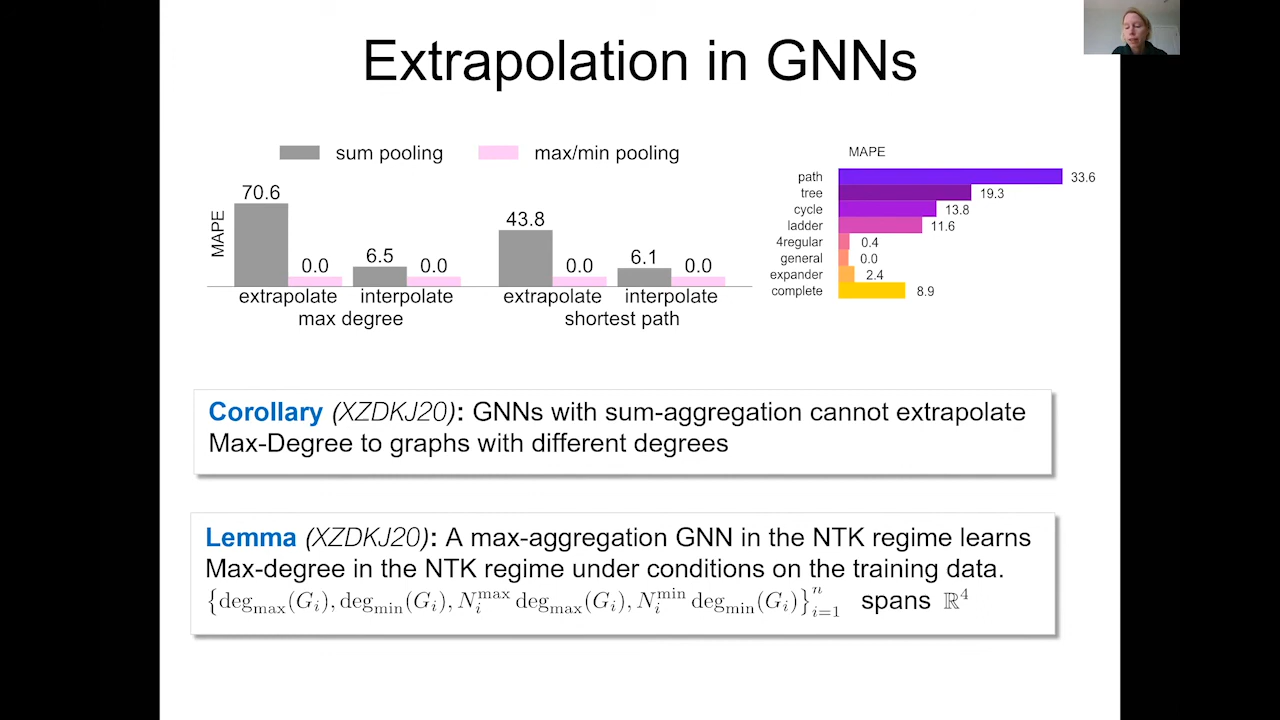 Extrapolation in GNNs
sum pooling
max/min pooling
MAPE
70.6
0.0
6.5
0.0
extrapolate
interpolate
max degree
43.8
0.0
6.1
0.0
extrapolate
interpolate
shortest path
MAPE
path 33.6
tree 19.3
cycle 13.8
ladder 11.6
4regular 0.4
general 0.0
expander 2.4
complete 8.9
Corollary (XZDKJ20): GNNs with sum-aggregation cannot extrapolate
Max-Degree to graphs with different degrees
Lemma (XZDKJ20): A max-aggregation GNN in the NTK regime learns
Max-degree in the NTK regime under conditions on the training data.
{deg_max(G_i), deg_min(G_i), N_i^max deg_max(G_i), N_i^min deg_min(G_i)}_{i=1}^n spans ℝ^4